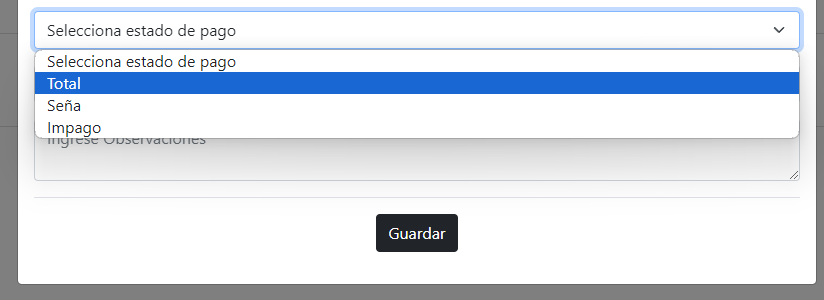 Selecciona estado de pago
Selecciona estado de pago
Total
Seña
Impago
Ingrese Observaciones
Guardar